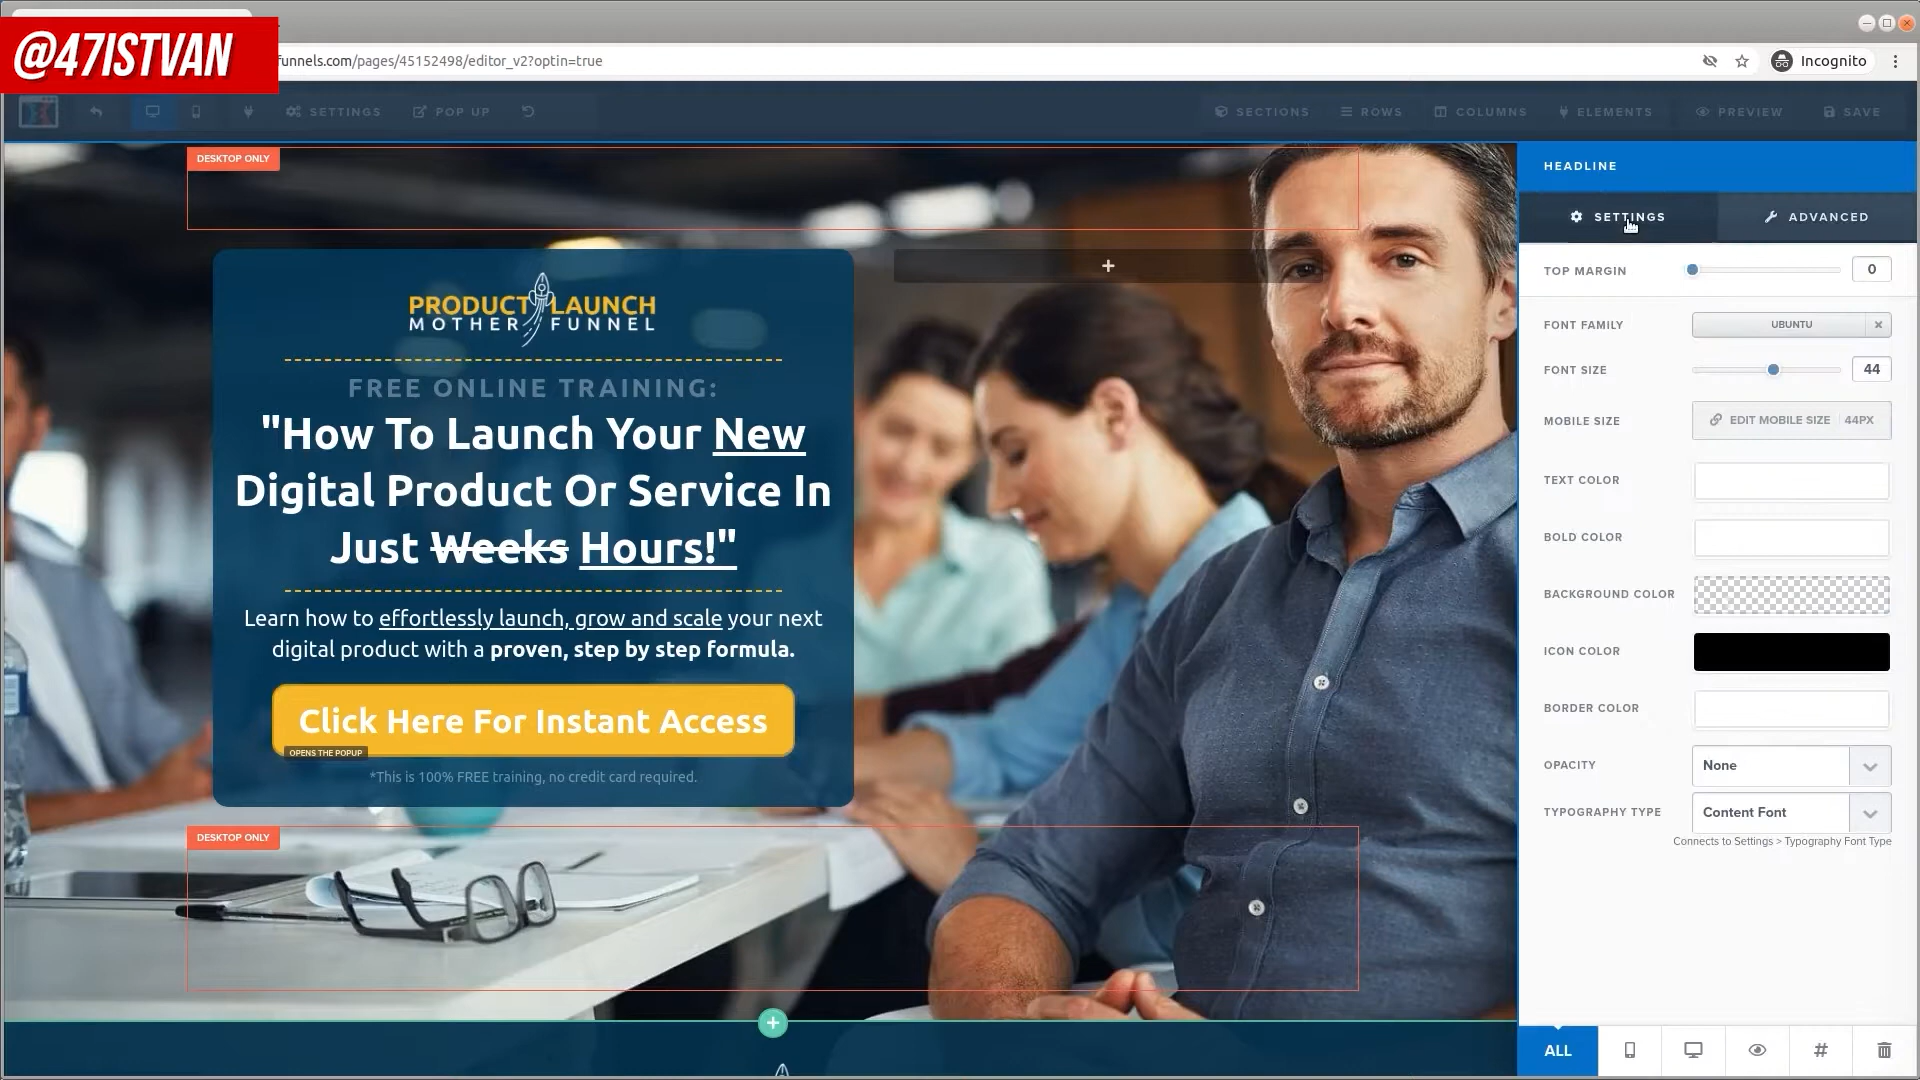 @47ISTVAN
funnels.com/pages/45152498/editor_v2?optin=true
Incognito
SETTINGS
POP UP
SECTIONS
ROWS
COLUMNS
ELEMENTS
PREVIEW
SAVE
DESKTOP ONLY
PRODUCT LAUNCH
MOTHER FUNNEL
FREE ONLINE TRAINING:
"How To Launch Your New
Digital Product Or Service In
Just Weeks Hours!"
Learn how to effortlessly launch, grow and scale your next
digital product with a proven, step by step formula.
Click Here For Instant Access
OPENS THE POPUP
*This is 100% FREE training, no credit card required.
DESKTOP ONLY
HEADLINE
SETTINGS
ADVANCED
TOP MARGIN
0
FONT FAMILY
UBUNTU
FONT SIZE
44
MOBILE SIZE
EDIT MOBILE SIZE
44PX
TEXT COLOR
BOLD COLOR
BACKGROUND COLOR
ICON COLOR
BORDER COLOR
OPACITY
None
TYPOGRAPHY TYPE
Content Font
Connects to Settings > Typography Font Type
ALL
#